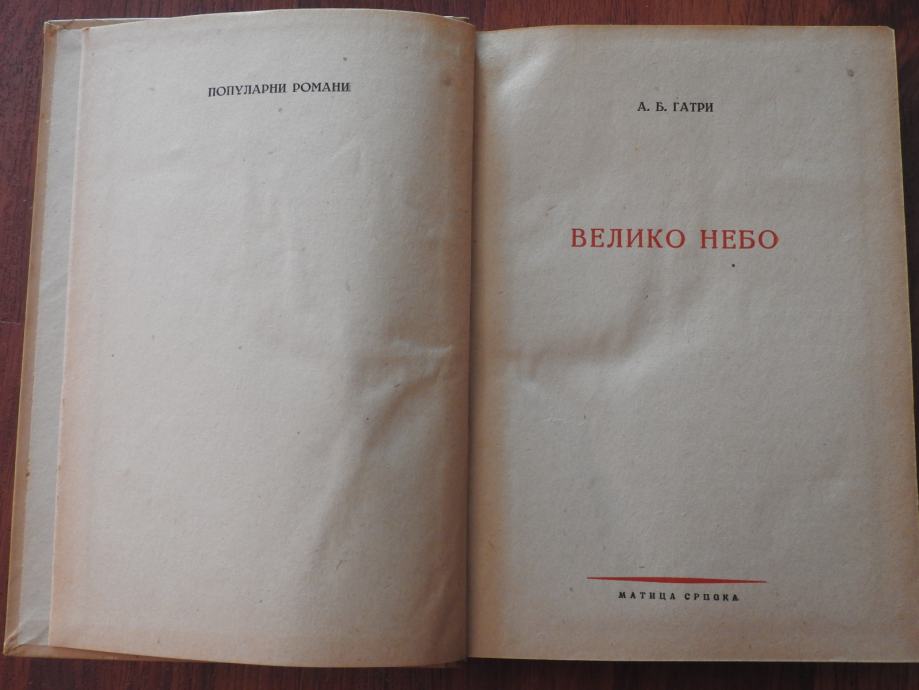 ПОПУЛАРНИ РОМАНИ
А. Б. ГАТРИ
ВЕЛИКО НЕБО
МАТИЦА СРПСКА